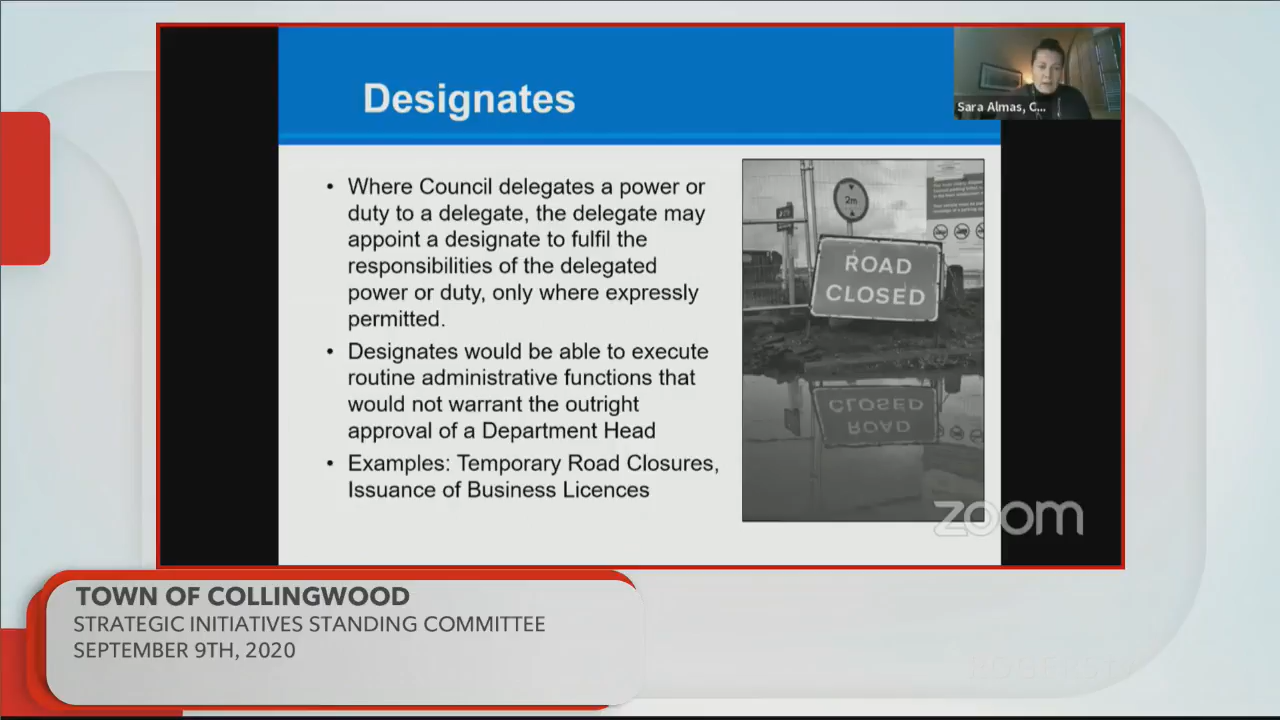 Designates
Sara Almas, C...
• Where Council delegates a power or
duty to a delegate, the delegate may
appoint a designate to fulfil the
responsibilities of the delegated
power or duty, only where expressly
permitted.
• Designates would be able to execute
routine administrative functions that
would not warrant the outright
approval of a Department Head
• Examples: Temporary Road Closures,
Issuance of Business Licences
2m
ROAD
CLOSED
CLOSED
ROAD
zoom
TOWN OF COLLINGWOOD
STRATEGIC INITIATIVES STANDING COMMITTEE
SEPTEMBER 9TH, 2020